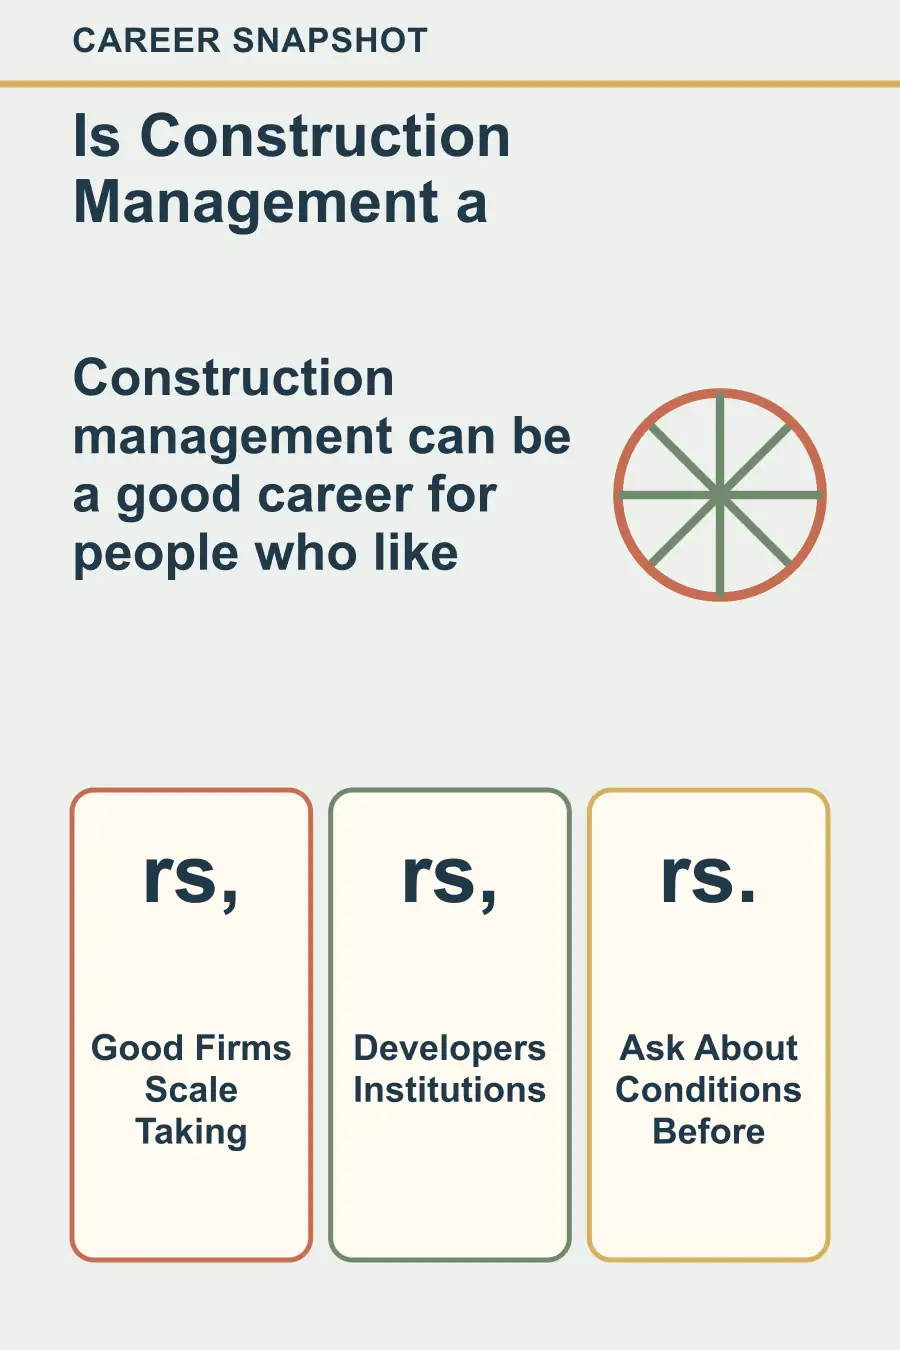 CAREER SNAPSHOT
Is Construction
Management a
Construction
management can be
a good career for
people who like
rs,
Good Firms
Scale
Taking
rs,
Developers
Institutions
rs.
Ask About
Conditions
Before